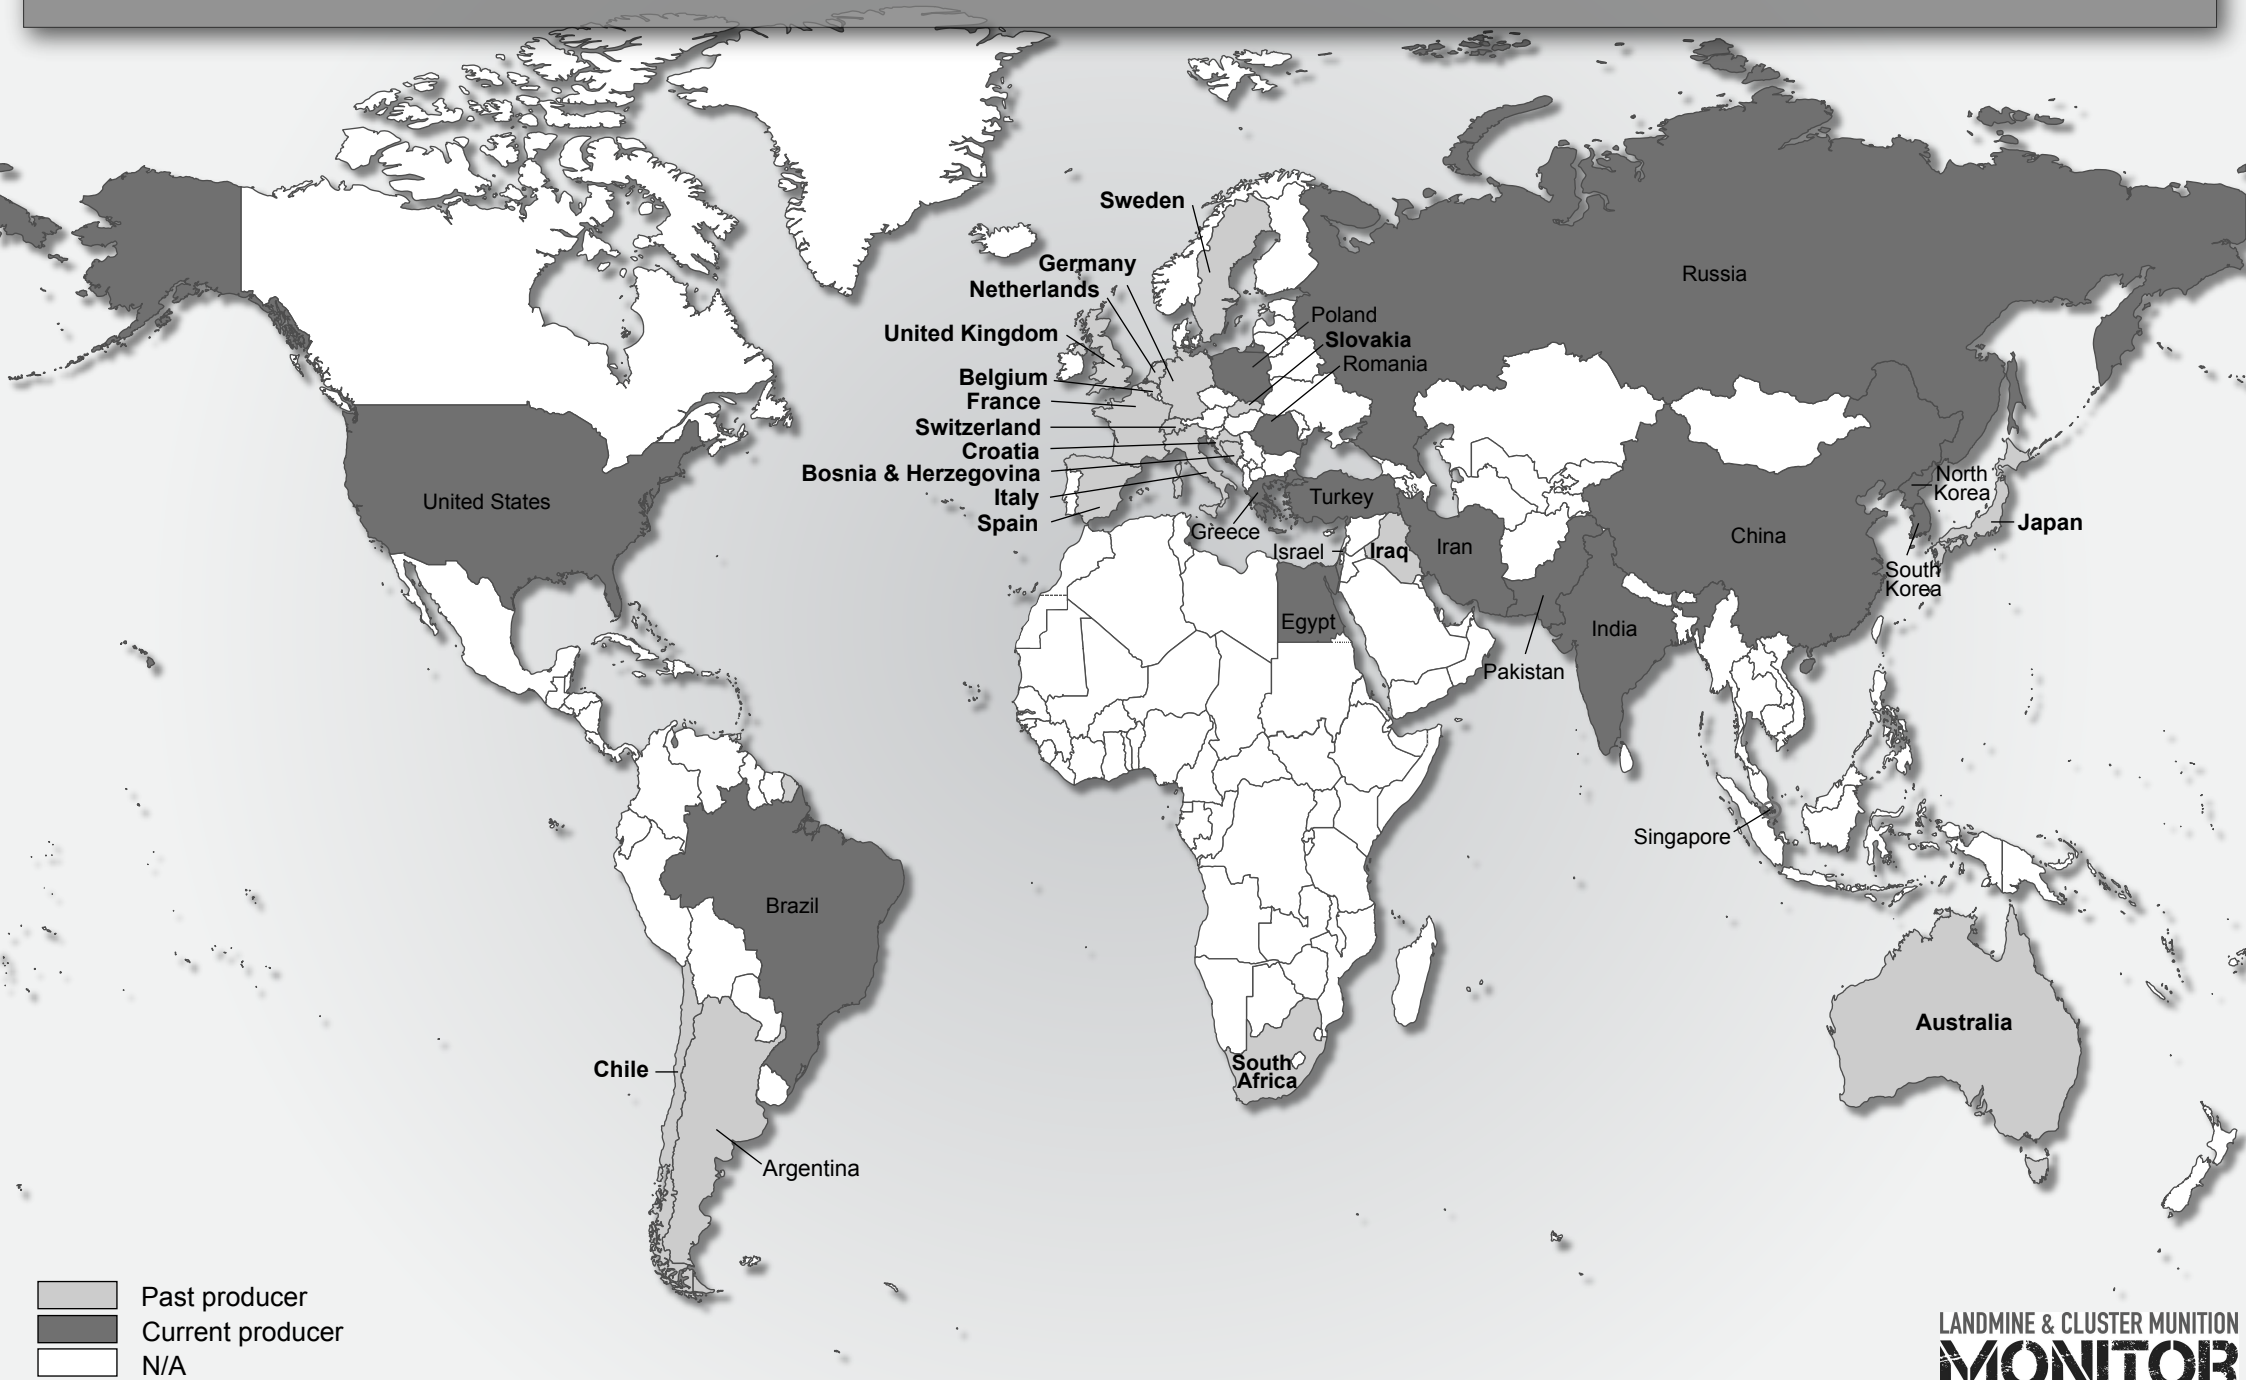 Sweden
Germany
Netherlands
United Kingdom
Belgium
France
Switzerland
Croatia
Bosnia & Herzegovina
Italy
Spain
Poland
Slovakia
Romania
Russia
United States
Turkey
Greece
Israel
Iraq
Iran
Egypt
Pakistan
India
China
North
Korea
Japan
South
Korea
Singapore
Brazil
Chile
Argentina
South
Africa
Australia
Past producer
Current producer
N/A
LANDMINE & CLUSTER MUNITION
MONITOR